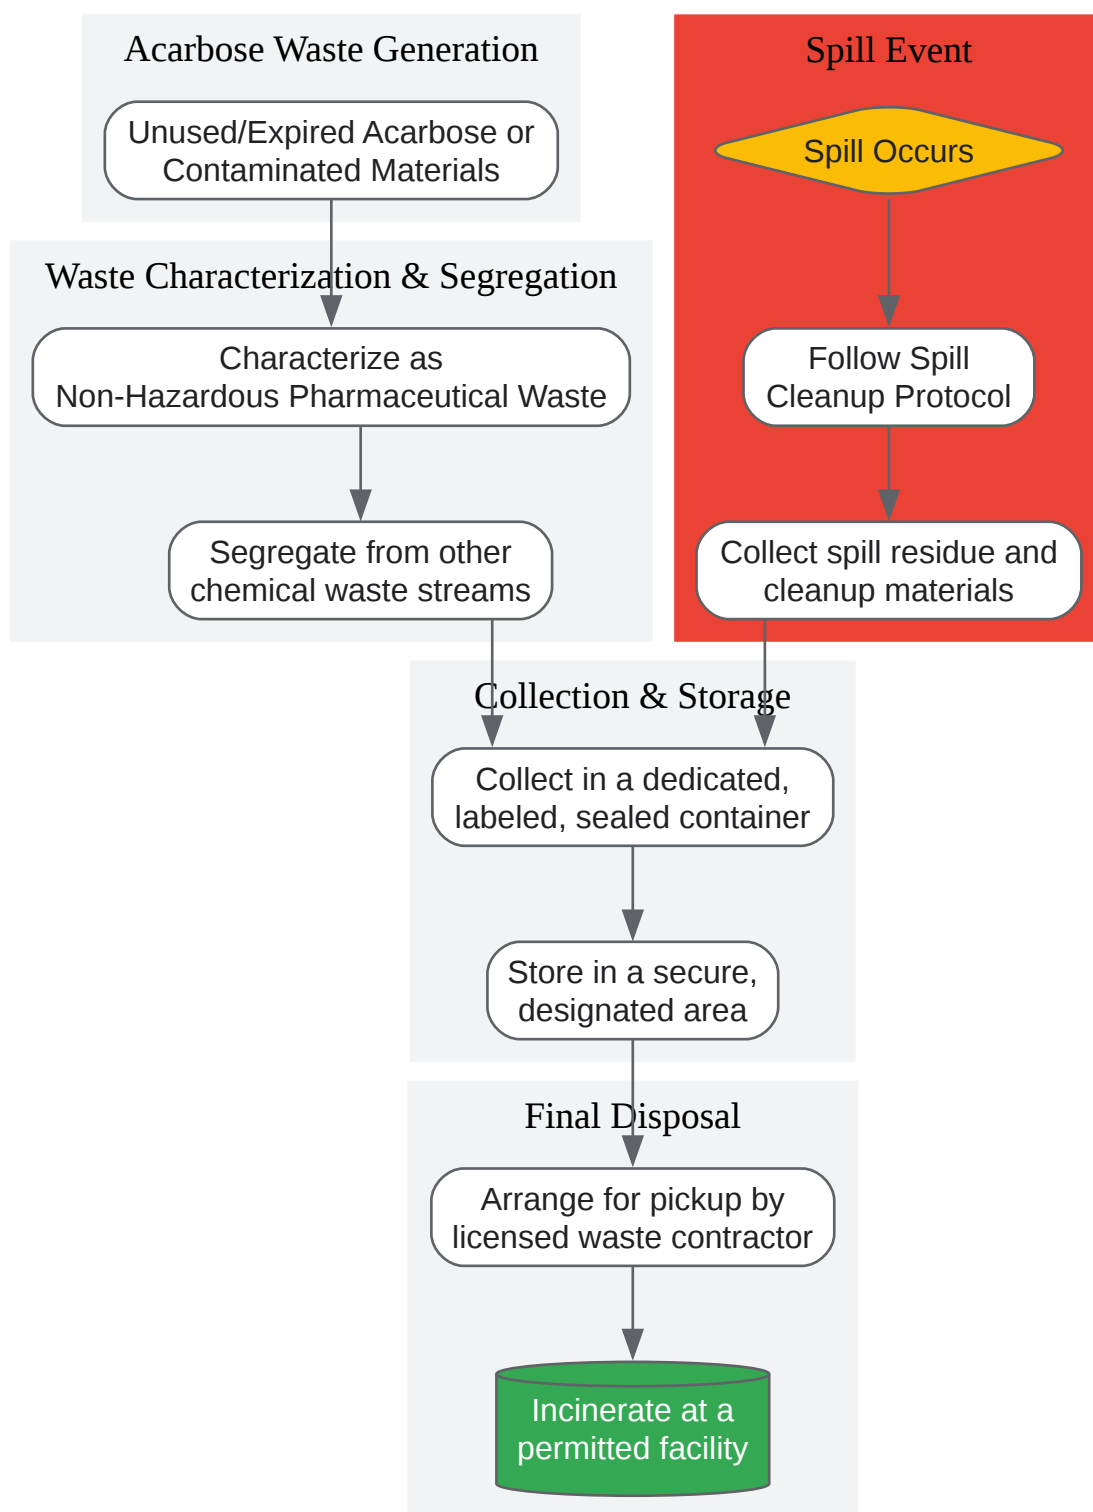 Acarbose Waste Generation
Unused/Expired Acarbose or
Contaminated Materials
Waste Characterization & Segregation
Characterize as
Non-Hazardous Pharmaceutical Waste
Segregate from other
chemical waste streams
Spill Event
Spill Occurs
Follow Spill
Cleanup Protocol
Collect spill residue and
cleanup materials
Collection & Storage
Collect in a dedicated,
labeled, sealed container
Store in a secure,
designated area
Final Disposal
Arrange for pickup by
licensed waste contractor
Incinerate at a
permitted facility